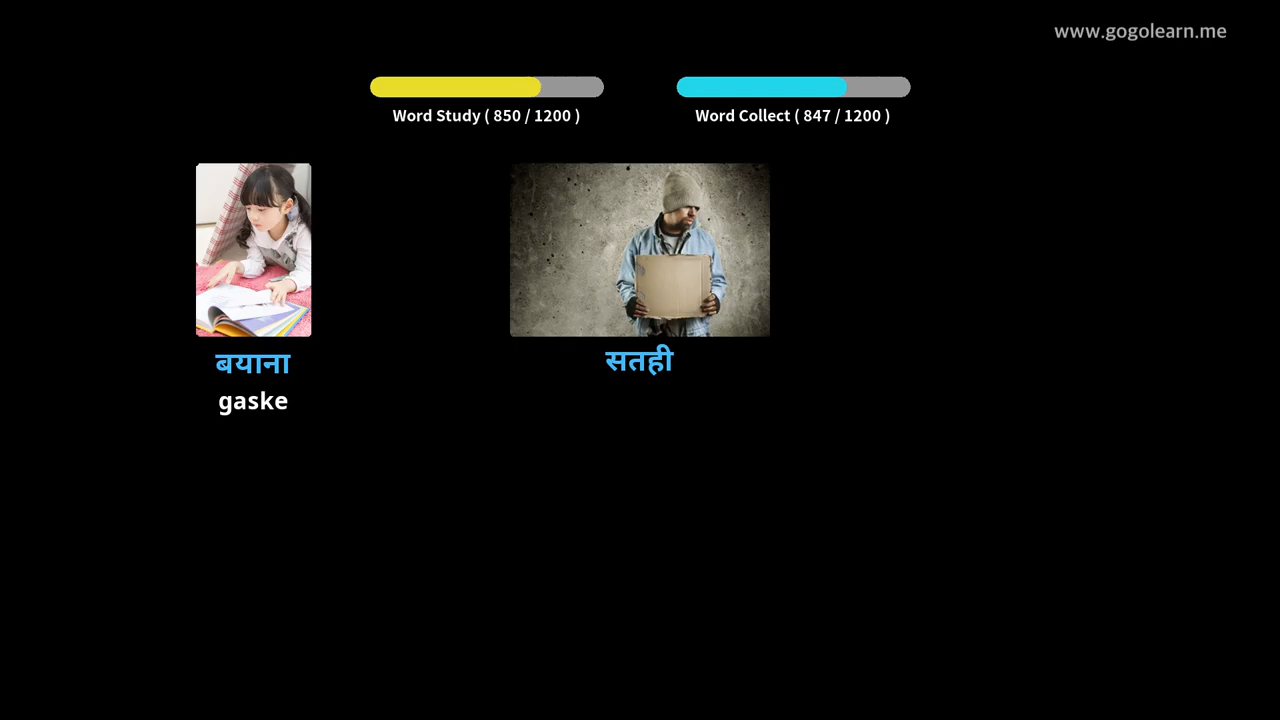 www.gogolearn.me
Word Study ( 850 / 1200 )
Word Collect ( 847 / 1200 )
बयाना
gaske
सतही